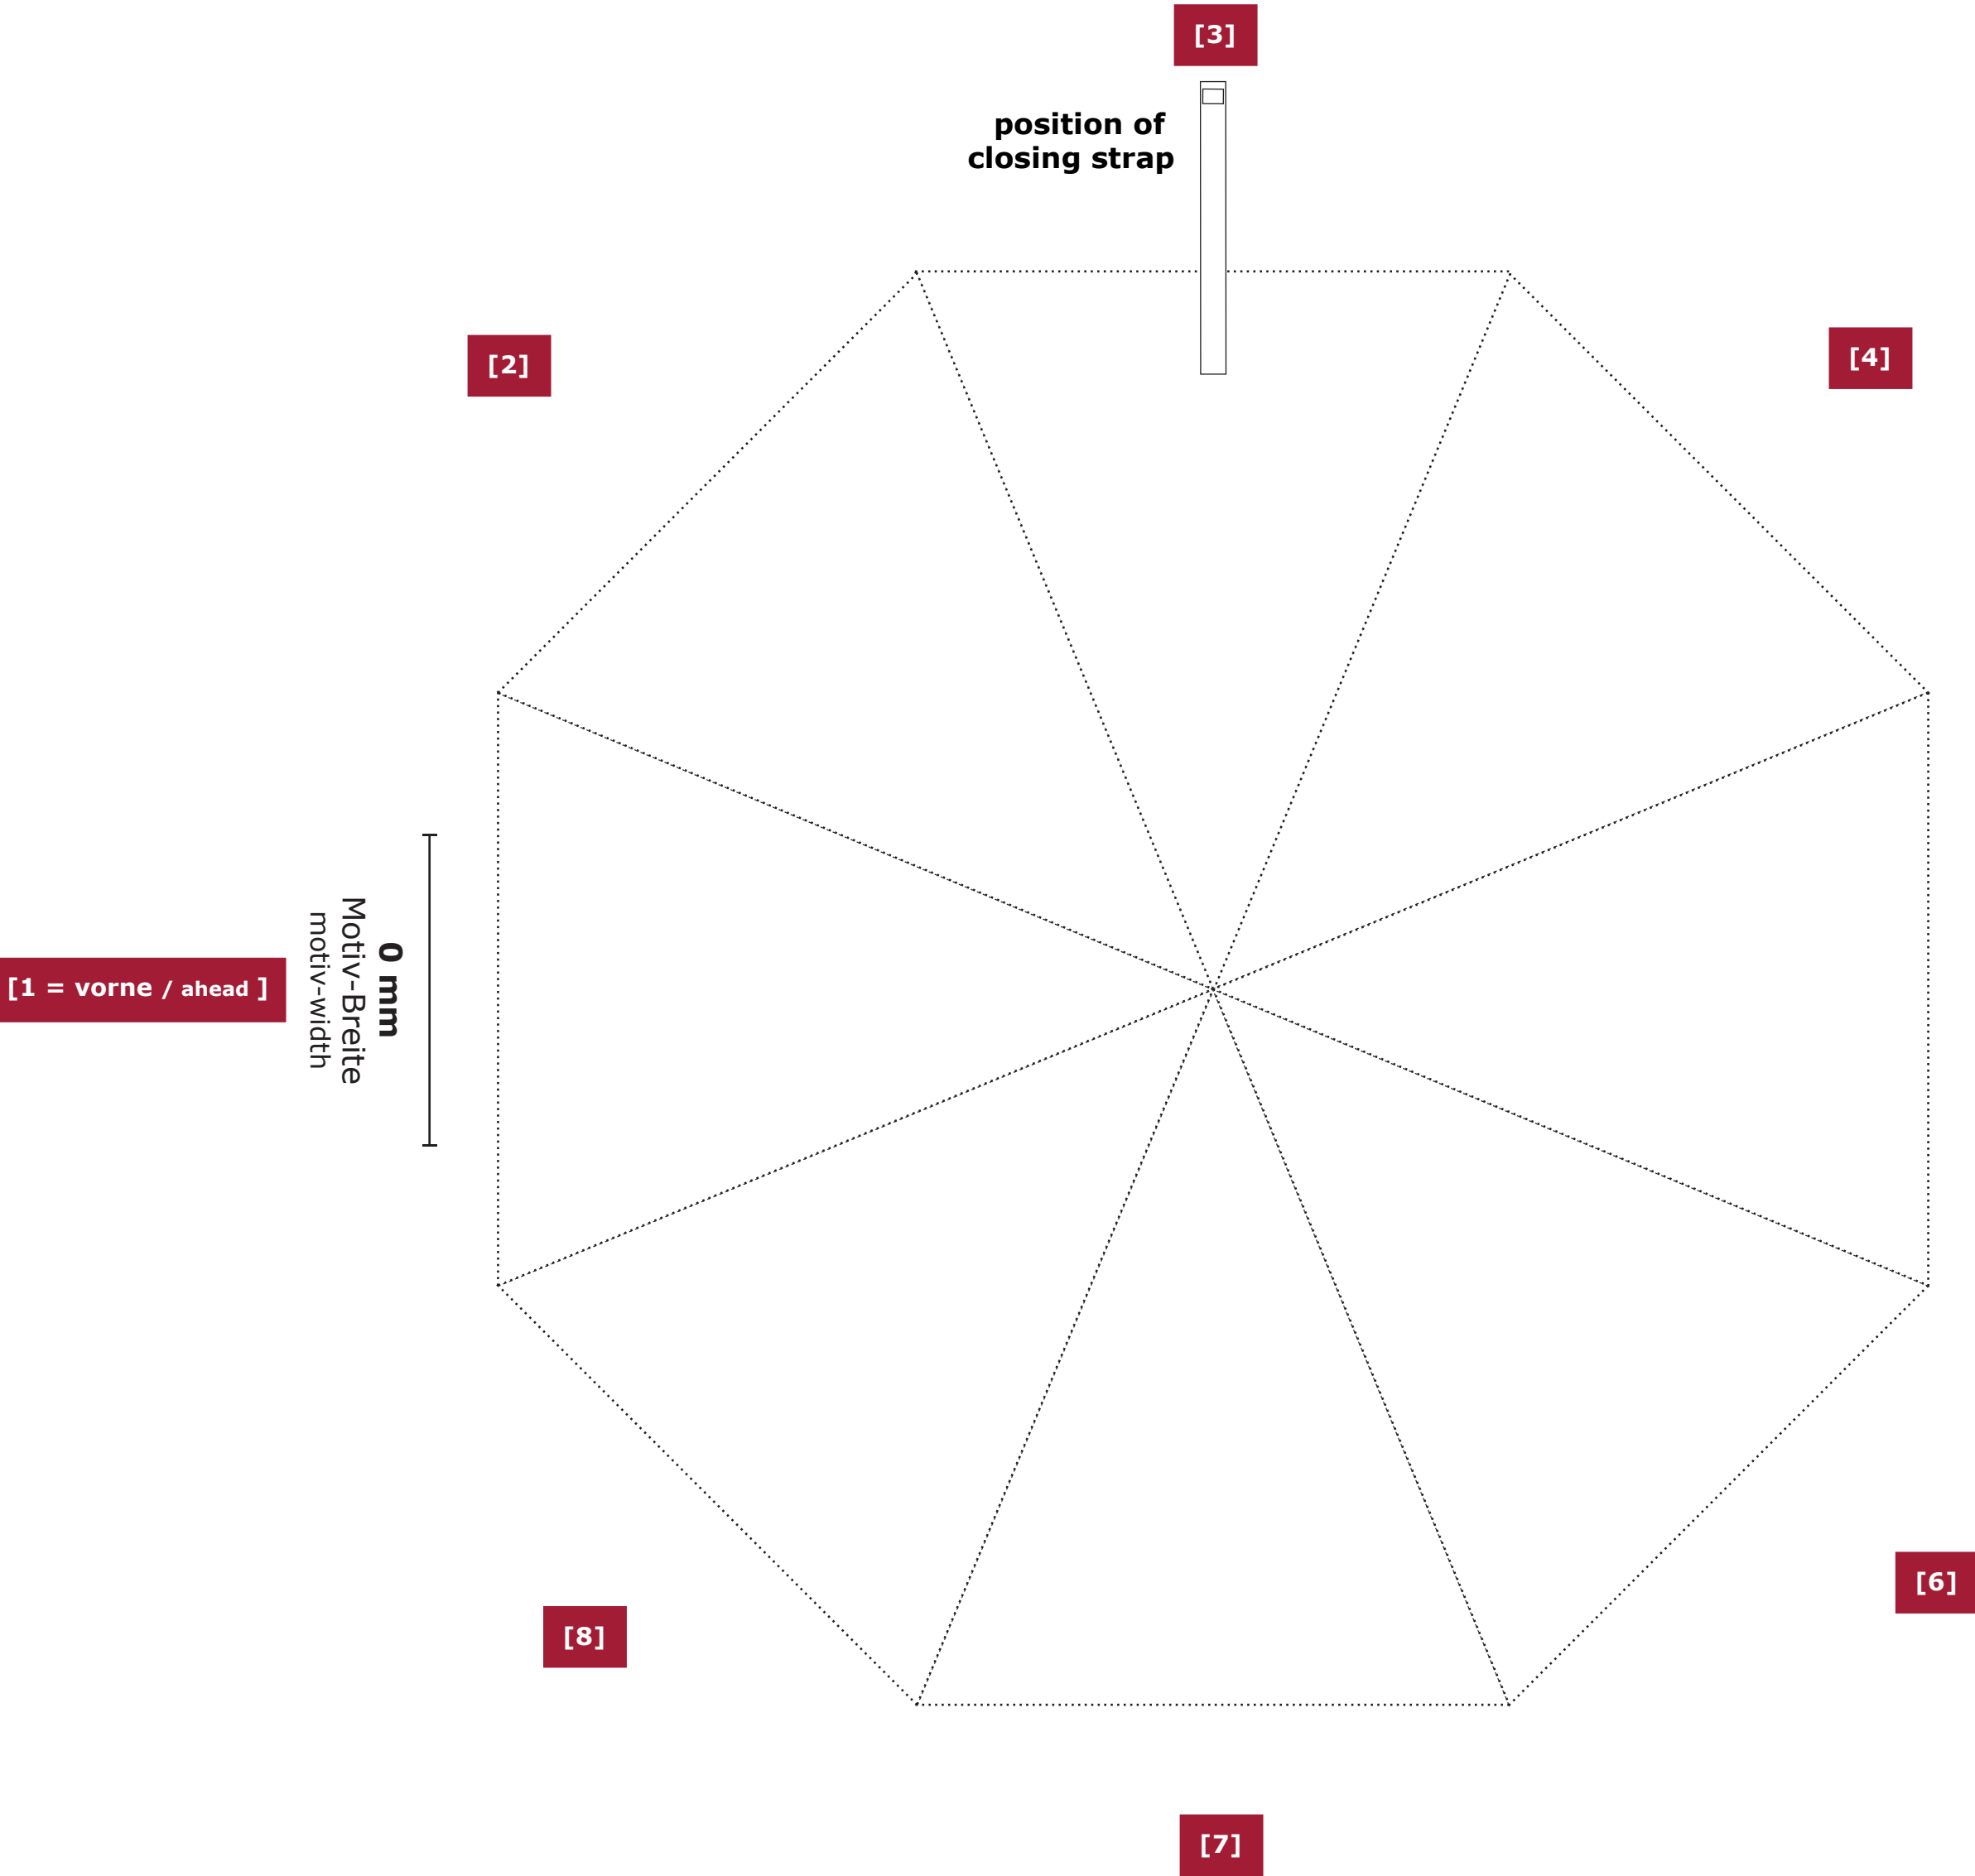 [3]
position of
closing strap
[2]
[4]
0 mm
Motiv-Breite
motiv-width
[1 = vorne / ahead ]
[6]
[8]
[7]